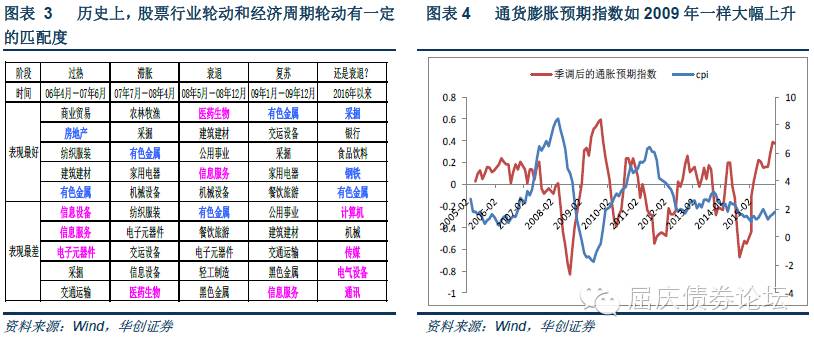 图表 3 历史上，股票行业轮动和经济周期轮动有一定
的匹配度
阶段 过热 滞胀 衰退 复苏 还是衰退？
时间 06年4月—07年6月 07年7月—08年4月 08年5月—08年12月 09年1月—09年12月 2016年以来
表现最好
商业贸易 农林牧渔 医药生物 有色金属 采掘
房地产 采掘 建筑建材 交运设备 银行
纺织服装 有色金属 公用事业 采掘 食品饮料
建筑建材 家用电器 信息服务 家用电器 钢铁
有色金属 机械设备 机械设备 餐饮旅游 有色金属
表现最差
信息设备 纺织服装 有色金属 公用事业 计算机
信息服务 电子元器件 餐饮旅游 建筑建材 机械
电子元器件 交运设备 电子元器件 交通运输 传媒
采掘 信息设备 轻工制造 黑色金属 电气设备
交通运输 医药生物 黑色金属 信息服务 通讯
资料来源：Wind，华创证券
图表 4 通货膨胀预期指数如 2009 年一样大幅上升
季调后的通胀预期指数 cpi
0.8 10
0.6 8
0.4 6
0.2
0 4
-0.2 2
-0.4
0
-0.6
-0.8 -2
-1 -4
2005-02 2006-02 2007-02 2008-02 2009-02 2010-02 2011-02 2012-02 2013-02 2014-02 2015-02
屈庆债券论坛
资料来源：Wind，华创证券